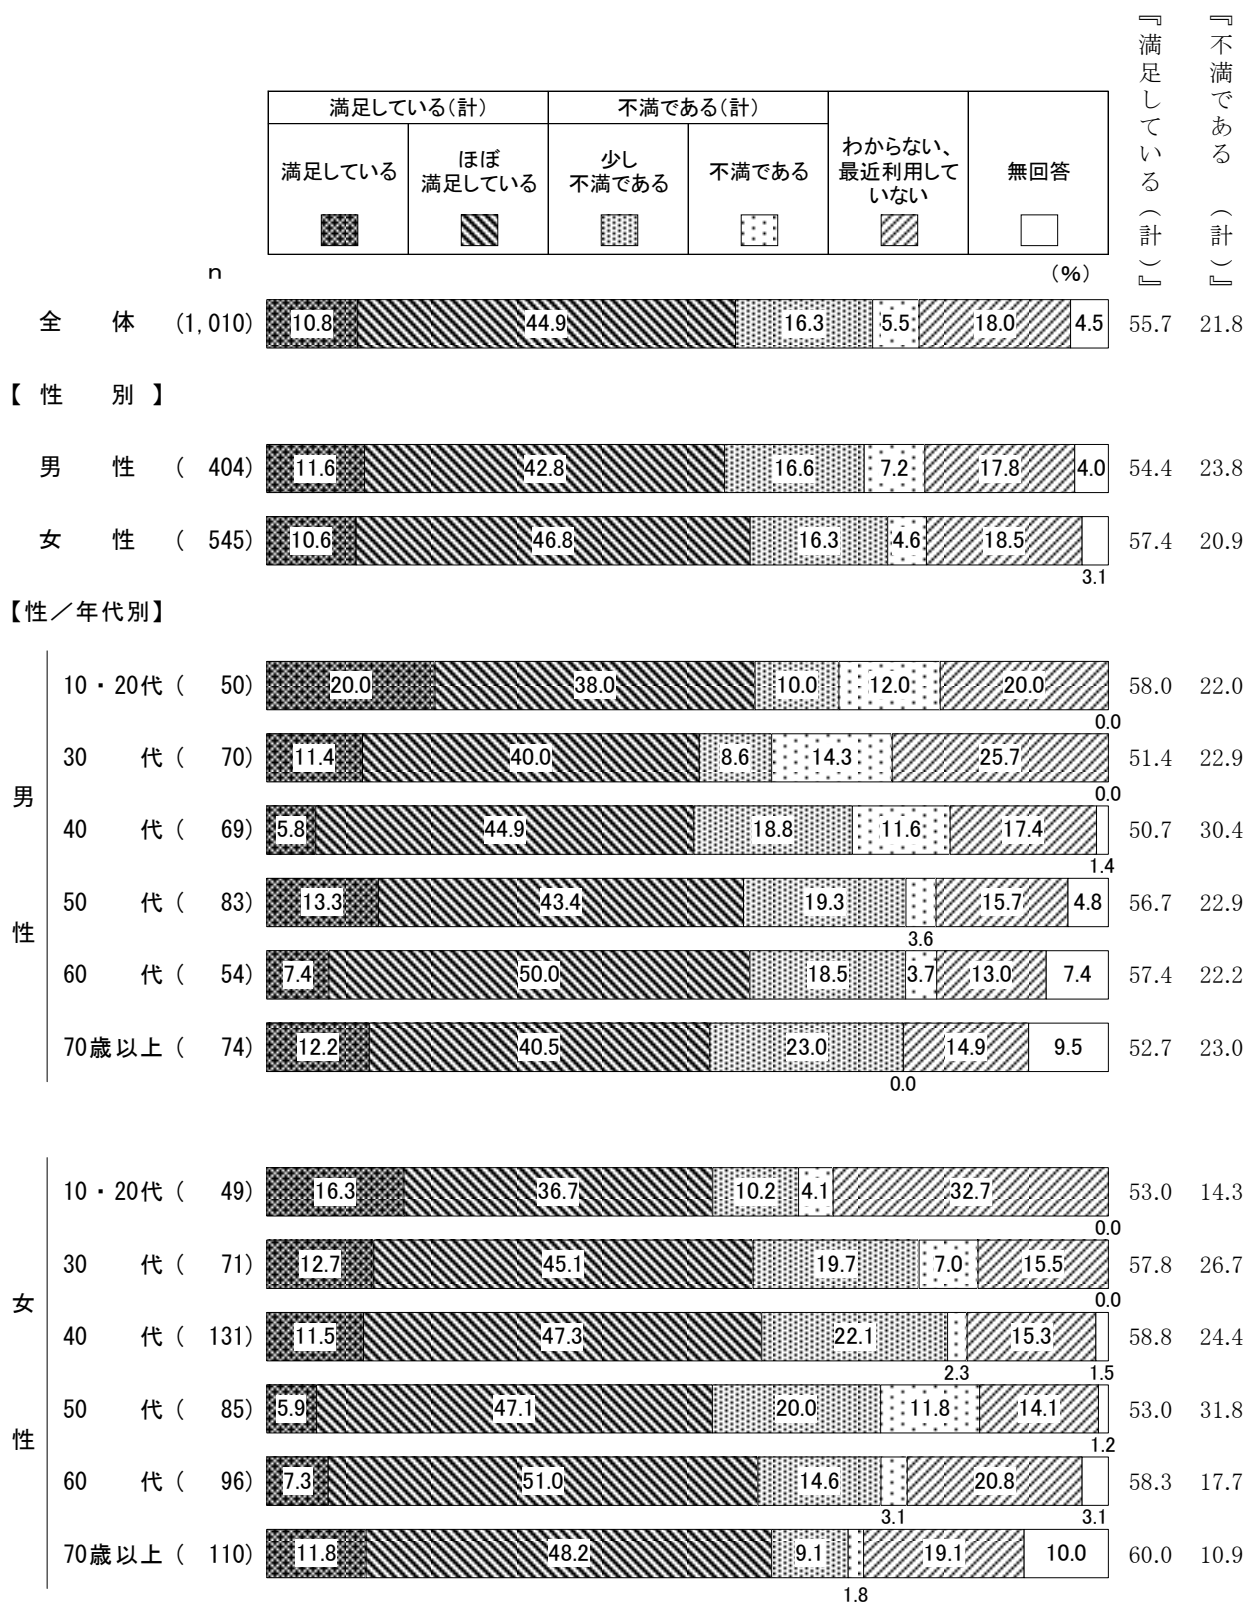 『満足している（計）』
『不満である （計）』
満足している（計） 不満である（計）
満足している
ほぼ
満足している
少し
不満である
不満である
わからない、
最近利用して
いない
無回答
n （%）
全 体 (1,010) 10.8 44.9 16.3 5.5 18.0 4.5 55.7 21.8
【 性 別 】
男 性 ( 404) 11.6 42.8 16.6 7.2 17.8 4.0 54.4 23.8
女 性 ( 545) 10.6 46.8 16.3 4.6 18.5 57.4 20.9
3.1
【性／年代別】
男性
10・20代 ( 50) 20.0 38.0 10.0 12.0 20.0 58.0 22.0
0.0
30 代 ( 70) 11.4 40.0 8.6 14.3 25.7 51.4 22.9
0.0
40 代 ( 69) 5.8 44.9 18.8 11.6 17.4 50.7 30.4
1.4
50 代 ( 83) 13.3 43.4 19.3 15.7 4.8 56.7 22.9
3.6
60 代 ( 54) 7.4 50.0 18.5 3.7 13.0 7.4 57.4 22.2
70歳以上 ( 74) 12.2 40.5 23.0 14.9 9.5 52.7 23.0
0.0
女性
10・20代 ( 49) 16.3 36.7 10.2 4.1 32.7 53.0 14.3
0.0
30 代 ( 71) 12.7 45.1 19.7 7.0 15.5 57.8 26.7
0.0
40 代 ( 131) 11.5 47.3 22.1 15.3 58.8 24.4
2.3 1.5
50 代 ( 85) 5.9 47.1 20.0 11.8 14.1 53.0 31.8
1.2
60 代 ( 96) 7.3 51.0 14.6 20.8 58.3 17.7
3.1 3.1
70歳以上 ( 110) 11.8 48.2 9.1 19.1 10.0 60.0 10.9
1.8